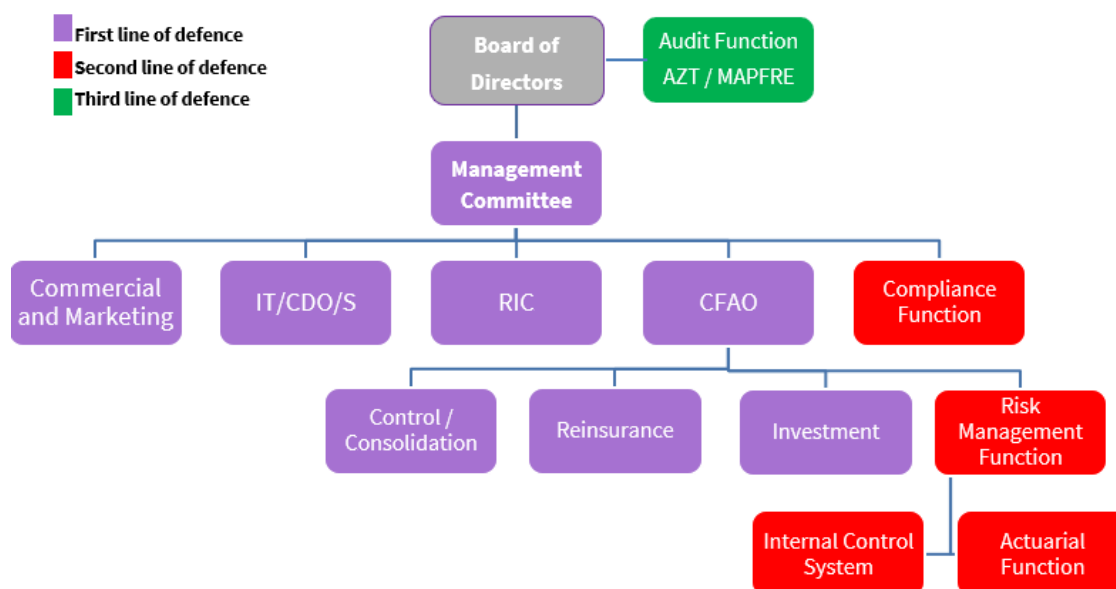 First line of defence
Second line of defence
Third line of defence
Board of
Directors
Audit Function
AZT / MAPFRE
Management
Committee
Commercial
and Marketing
IT/CDO/S
RIC
CFAO
Compliance
Function
Control /
Consolidation
Reinsurance
Investment
Risk
Management
Function
Internal Control
System
Actuarial
Function